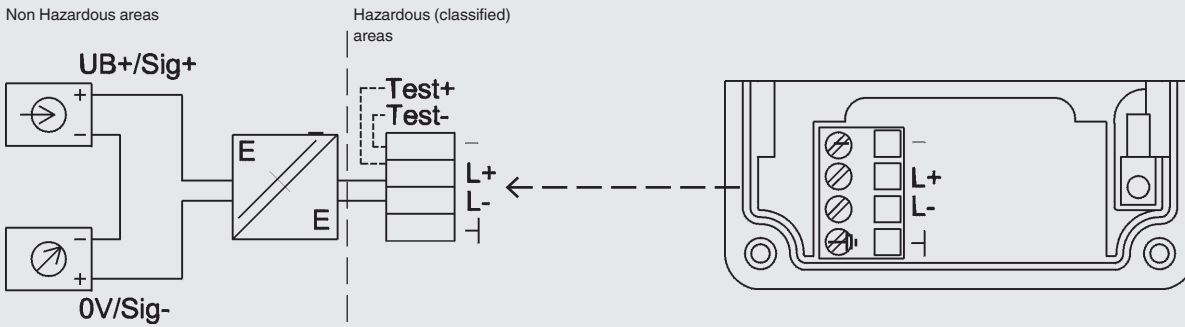 Non Hazardous areas
Hazardous (classified)
areas
UB+/Sig+
Test+
Test-
+
−
E
E
L+
L-
−
+
0V/Sig-
L+
L-